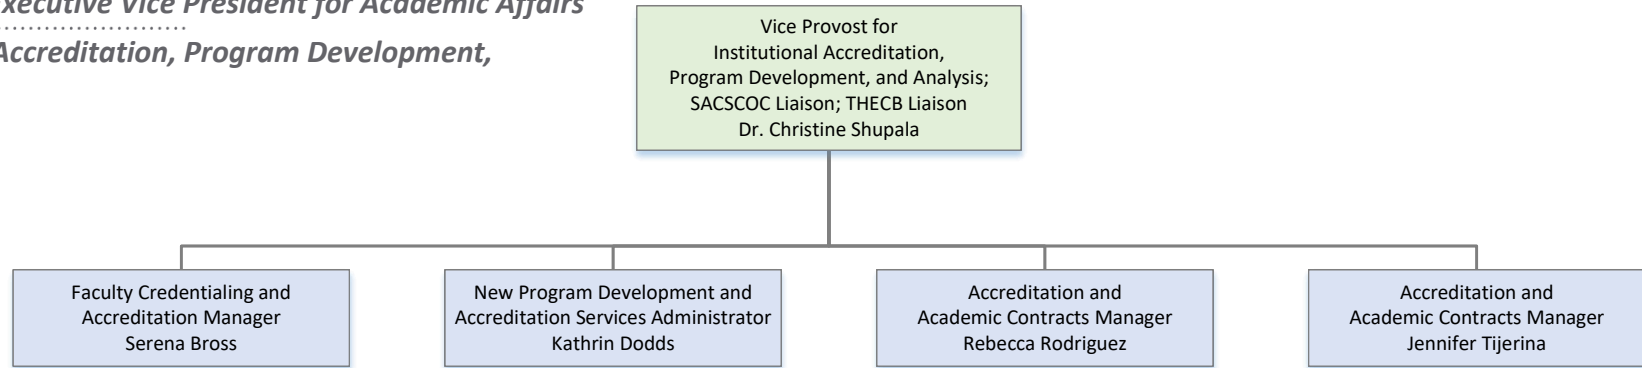 Executive Vice President for Academic Affairs
Accreditation, Program Development,
Vice Provost for
Institutional Accreditation,
Program Development, and Analysis;
SACSCOC Liaison; THECB Liaison
Dr. Christine Shupala
Faculty Credentialing and
Accreditation Manager
Serena Bross
New Program Development and
Accreditation Services Administrator
Kathrin Dodds
Accreditation and
Academic Contracts Manager
Rebecca Rodriguez
Accreditation and
Academic Contracts Manager
Jennifer Tijerina